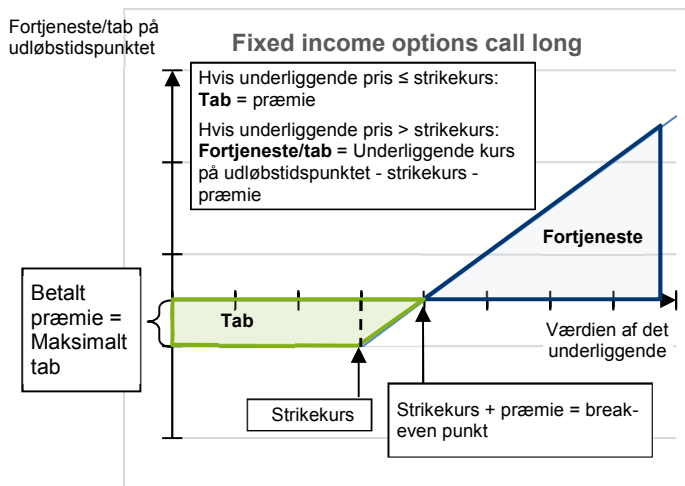 Fortjeneste/tab på
udløbstidspunktet
Fixed income options call long
Hvis underliggende pris ≤ strikekurs:
Tab = præmie
Hvis underliggende pris > strikekurs:
Fortjeneste/tab = Underliggende kurs
på udløbstidspunktet - strikekurs -
præmie
Fortjeneste
Betalt
præmie =
Maksimalt
tab
Tab
Værdien af det
underliggende
Strikekurs
Strikekurs + præmie = break-
even punkt